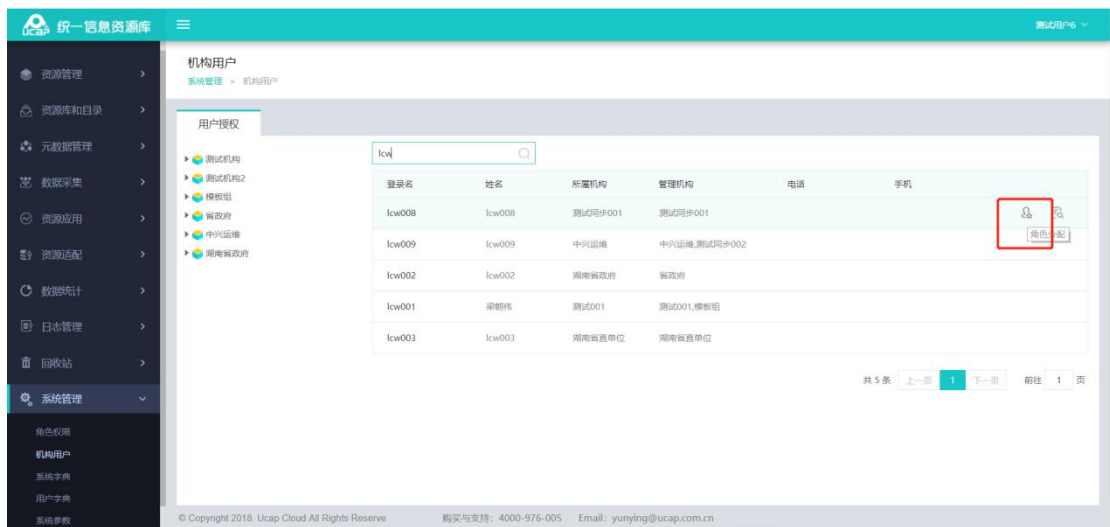 ucap 统一信息资源库
测试用户6
资源管理
资源库和目录
元数据管理
数据采集
资源应用
资源适配
数据统计
日志管理
回收站
系统管理
角色权限
机构用户
系统字典
用户字典
系统参数
机构用户
系统管理 > 机构用户
用户授权
测试机构
测试机构2
模板组
省政府
中兴运维
湖南省政府
lcw
登录名 姓名 所属机构 管理机构 电话 手机
lcw008 lcw008 测试同步001 测试同步001
角色分配
lcw009 lcw009 中兴运维 中兴运维,测试同步002
lcw002 lcw002 湖南省政府 省政府
lcw001 梁朝伟 测试001 测试001,模板组
lcw003 lcw003 湖南省直单位 湖南省直单位
共 5 条 上一页 1 下一页 前往 1 页
© Copyright 2018. Ucap Cloud All Rights Reserve 购买与支持: 4000-976-005 Email: yunying@ucap.com.cn